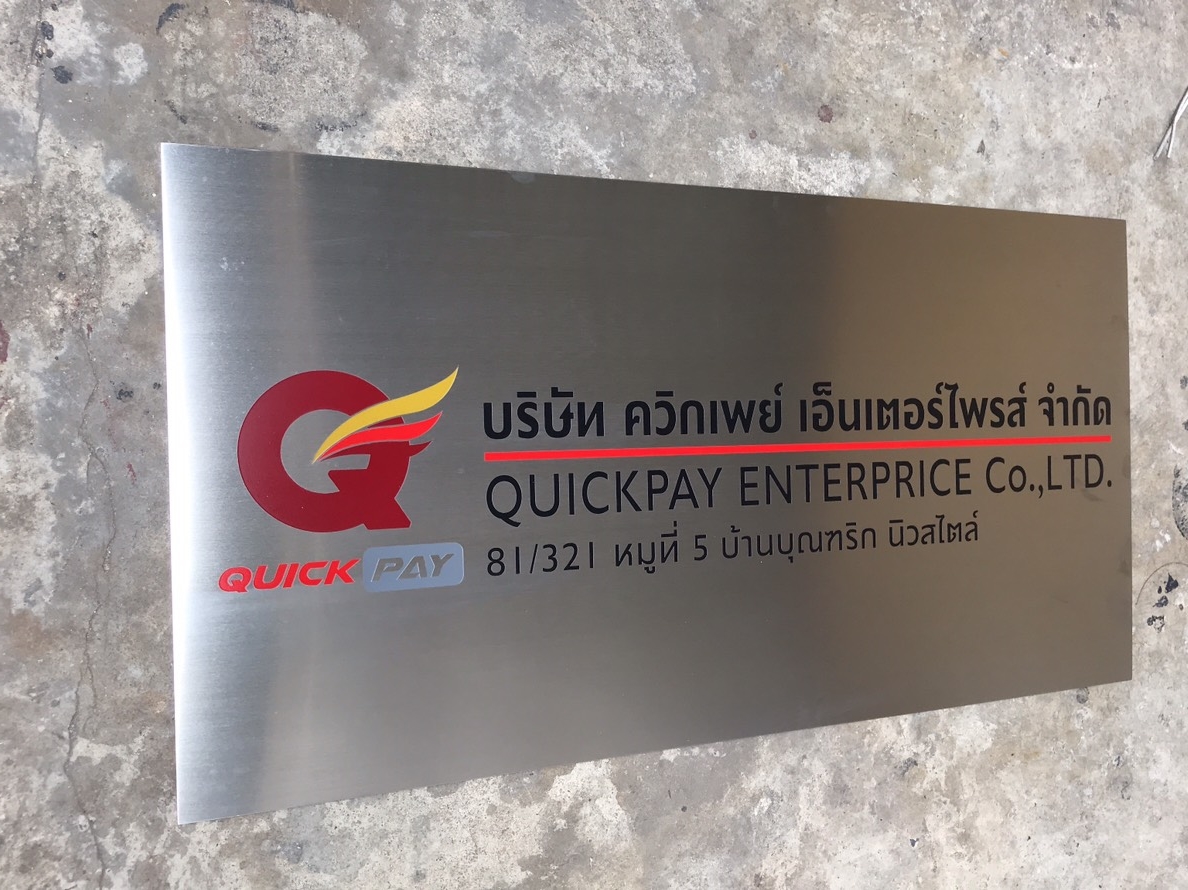 บริษัท ควิกเพย์ เอ็นเตอร์ไพรส์ จำกัด
QUICKPAY ENTERPRICE Co.,LTD.
81/321 หมู่ที่ 5 บ้านบุณฑริก นิวสไตล์
Q
QUICK PAY